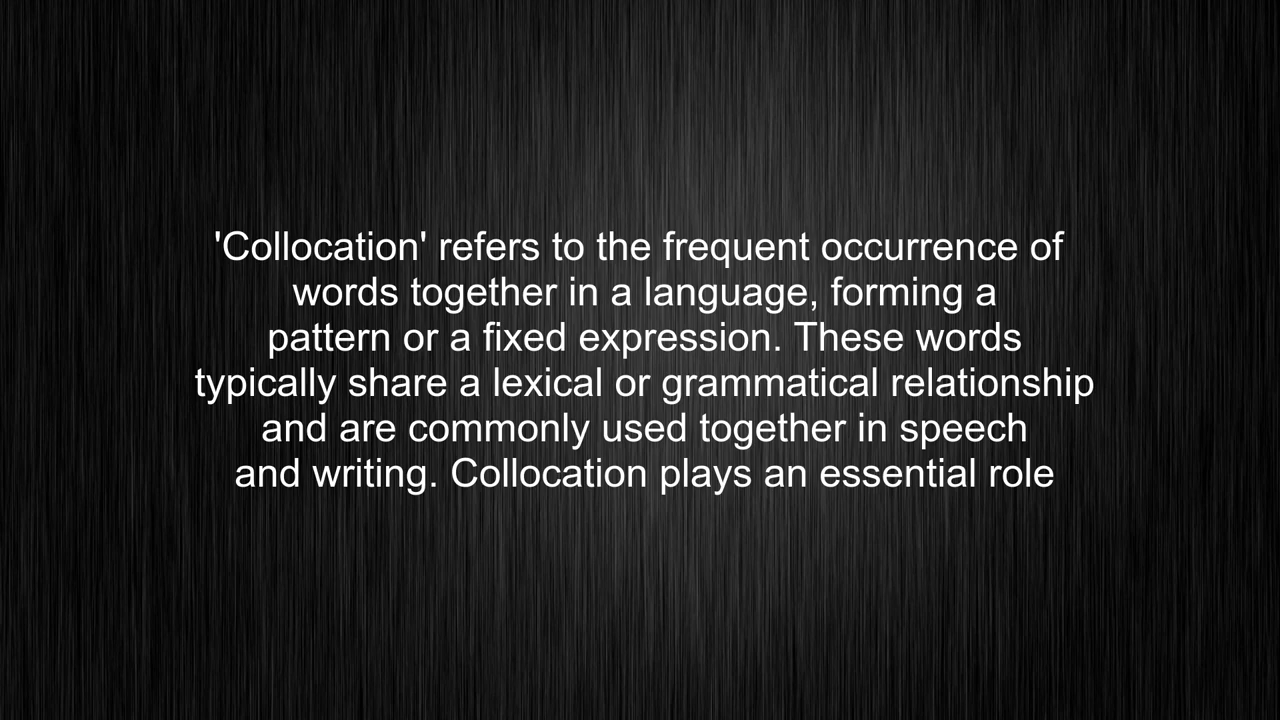 'Collocation' refers to the frequent occurrence of
words together in a language, forming a
pattern or a fixed expression. These words
typically share a lexical or grammatical relationship
and are commonly used together in speech
and writing. Collocation plays an essential role